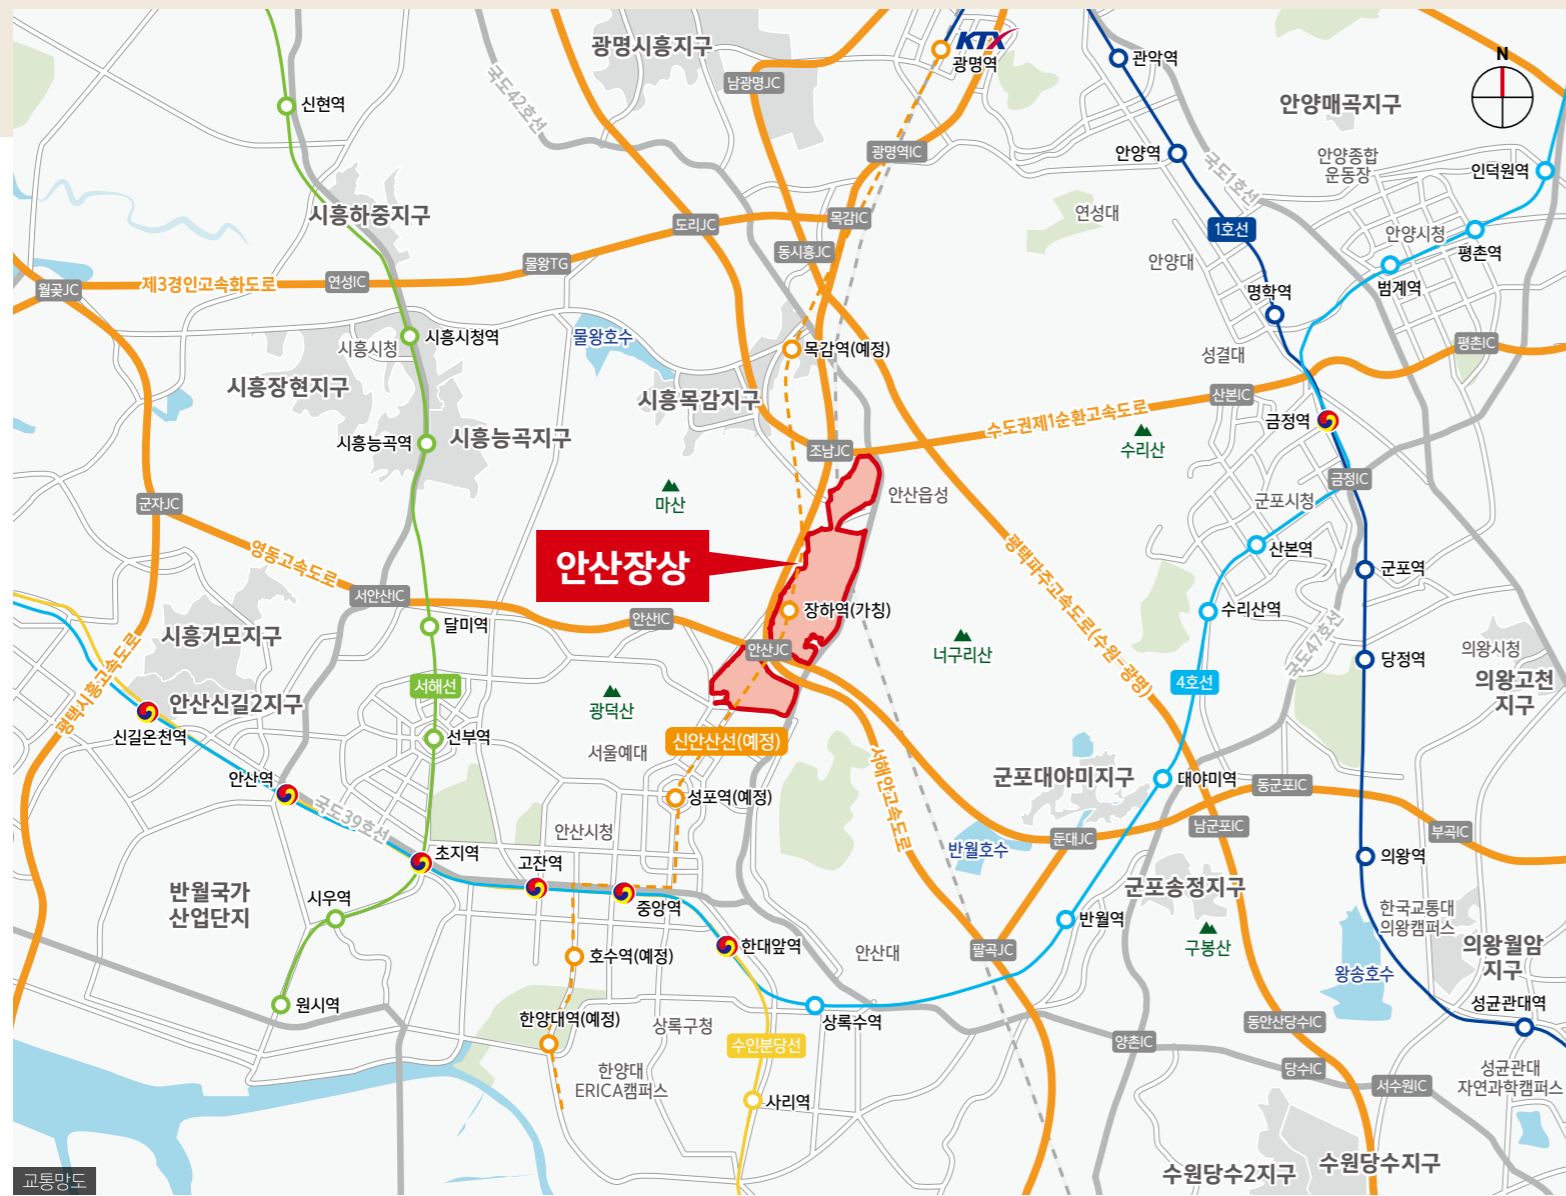 광명시흥지구
KTX
광명역
관악역
N
국도42호선
남광명JC
신현역
안양매곡지구
안양역
광명역IC
국도1호선
안양종합
운동장
인덕원역
시흥하중지구
도리JC
목감IC
연성대
1호선
안양시청
평촌역
동시흥JC
물왕TG
안양대
월곶JC
제3경인고속화도로
연성IC
명학역
범계역
시흥시청
시흥시청역
물왕호수
목감역(예정)
성결대
평촌IC
시흥장현지구
시흥목감지구
산본IC
수도권제1순환고속도로
금정역
시흥능곡역
시흥능곡지구
조남JC
수리산
금정IC
마산
안산읍성
군포시청
군자JC
영동고속도로
안산장상
평택파주고속도로(수원-광명)
산본역
군포역
서안산IC
장하역(가칭)
수리산역
안산IC
달미역
시흥거모지구
안산JC
너구리산
국도47호선
당정역
의왕시청
의왕고천
지구
평택시흥고속도로
서해선
4호선
안산신길2지구
광덕산
신길온천역
선부역
서울예대
신안산선(예정)
서해안고속도로
안산역
군포대야미지구
대야미역
동군포IC
국도39호선
성포역(예정)
안산시청
초지역
고잔역
반월호수
둔대JC
남군포IC
부곡IC
의왕역
반월국가
산업단지
시우역
중앙역
군포송정지구
반월역
한국교통대
의왕캠퍼스
호수역(예정)
한대앞역
안산대
팔곡JC
구봉산
의왕월암
지구
왕송호수
원시역
한양대역(예정)
상록구청
상록수역
동안산당수IC
성균관대역
수인분당선
양촌IC
한양대
ERICA캠퍼스
당수IC
서수원IC
성균관대
자연과학캠퍼스
사리역
교통망도
수원당수2지구
수원당수지구